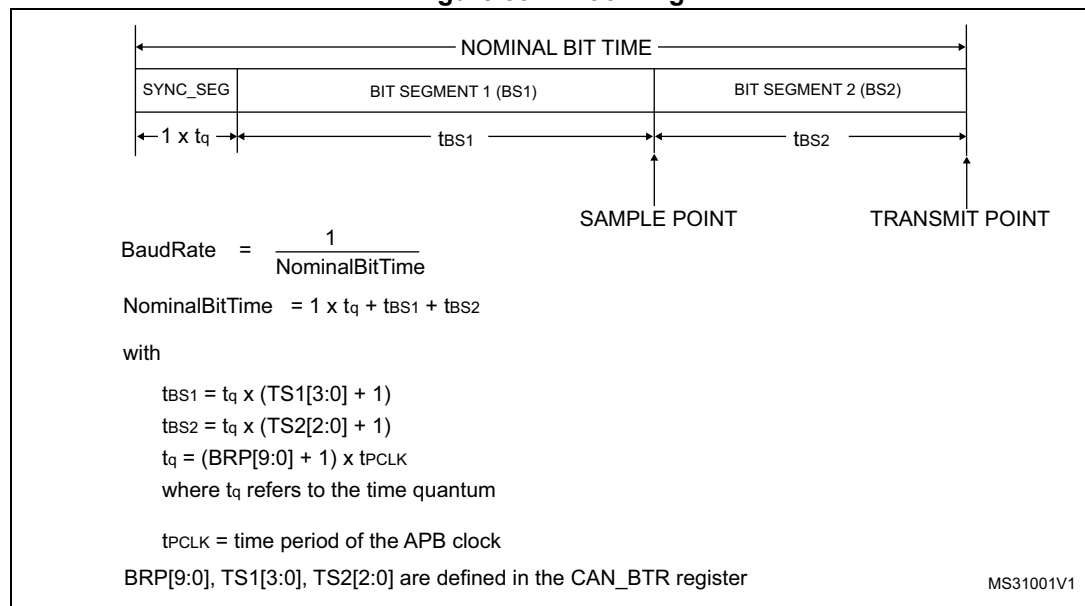 NOMINAL BIT TIME
SYNC_SEG BIT SEGMENT 1 (BS1) BIT SEGMENT 2 (BS2)
1 x tq tBS1 tBS2
SAMPLE POINT TRANSMIT POINT
BaudRate = 1
NominalBitTime
NominalBitTime = 1 x tq + tBS1 + tBS2
with
tBS1 = tq x (TS1[3:0] + 1)
tBS2 = tq x (TS2[2:0] + 1)
tq = (BRP[9:0] + 1) x tPCLK
where tq refers to the time quantum
tPCLK = time period of the APB clock
BRP[9:0], TS1[3:0], TS2[2:0] are defined in the CAN_BTR register
MS31001V1